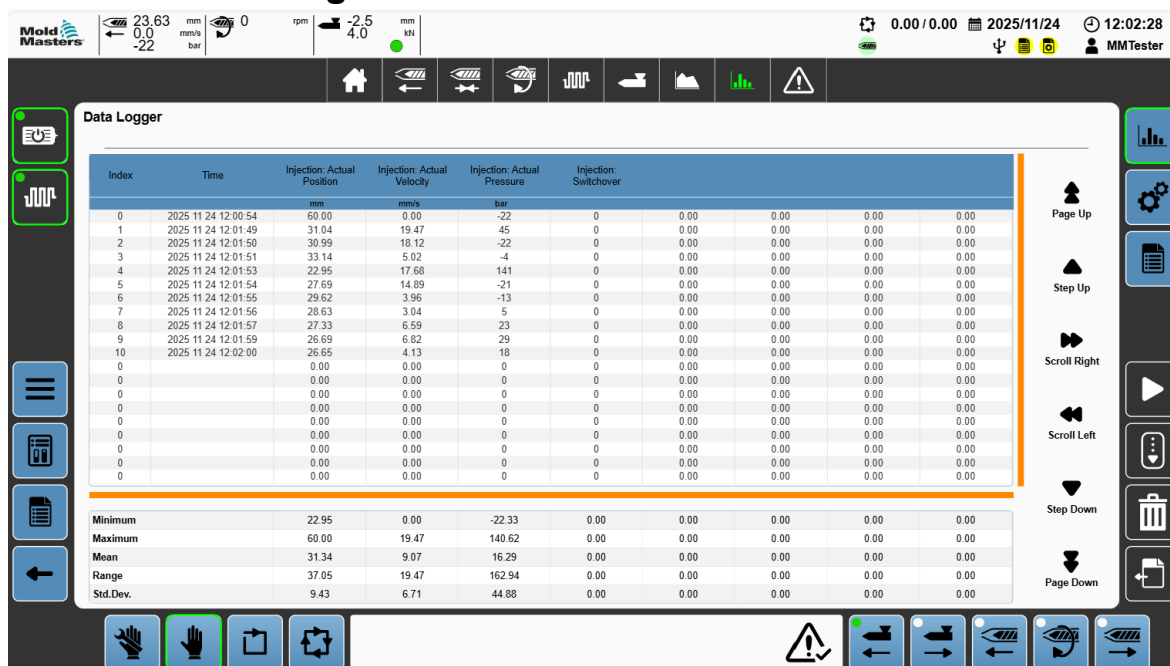 Mold
Masters
23.63 mm
0.0 mm/s
-22 bar
0 rpm
-2.5 mm
4.0 kN
0.00 / 0.00
2025/11/24
12:02:28
MMTester
Data Logger
Index Time Injection: Actual Position Injection: Actual Velocity Injection: Actual Pressure Injection: Switchover
mm mm/s bar
0 2025 11 24 12:00:54 60.00 0.00 -22 0 0.00 0.00 0.00 0.00
1 2025 11 24 12:01:49 31.04 19.47 45 0 0.00 0.00 0.00 0.00
2 2025 11 24 12:01:50 30.99 18.12 -22 0 0.00 0.00 0.00 0.00
3 2025 11 24 12:01:51 33.14 5.02 -4 0 0.00 0.00 0.00 0.00
4 2025 11 24 12:01:53 22.95 17.68 141 0 0.00 0.00 0.00 0.00
5 2025 11 24 12:01:54 27.69 14.89 -21 0 0.00 0.00 0.00 0.00
6 2025 11 24 12:01:55 29.62 3.96 -13 0 0.00 0.00 0.00 0.00
7 2025 11 24 12:01:56 28.63 3.04 5 0 0.00 0.00 0.00 0.00
8 2025 11 24 12:01:57 27.33 6.59 23 0 0.00 0.00 0.00 0.00
9 2025 11 24 12:01:59 26.69 6.82 29 0 0.00 0.00 0.00 0.00
10 2025 11 24 12:02:00 26.65 4.13 18 0 0.00 0.00 0.00 0.00
0 0.00 0.00 0 0 0.00 0.00 0.00 0.00
0 0.00 0.00 0 0 0.00 0.00 0.00 0.00
0 0.00 0.00 0 0 0.00 0.00 0.00 0.00
0 0.00 0.00 0 0 0.00 0.00 0.00 0.00
0 0.00 0.00 0 0 0.00 0.00 0.00 0.00
0 0.00 0.00 0 0 0.00 0.00 0.00 0.00
0 0.00 0.00 0 0 0.00 0.00 0.00 0.00
0 0.00 0.00 0 0 0.00 0.00 0.00 0.00
0 0.00 0.00 0 0 0.00 0.00 0.00 0.00
Minimum 22.95 0.00 -22.33 0.00 0.00 0.00 0.00 0.00
Maximum 60.00 19.47 140.62 0.00 0.00 0.00 0.00 0.00
Mean 31.34 9.07 16.29 0.00 0.00 0.00 0.00 0.00
Range 37.05 19.47 162.94 0.00 0.00 0.00 0.00 0.00
Std.Dev. 9.43 6.71 44.88 0.00 0.00 0.00 0.00 0.00
Page Up
Step Up
Scroll Right
Scroll Left
Step Down
Page Down